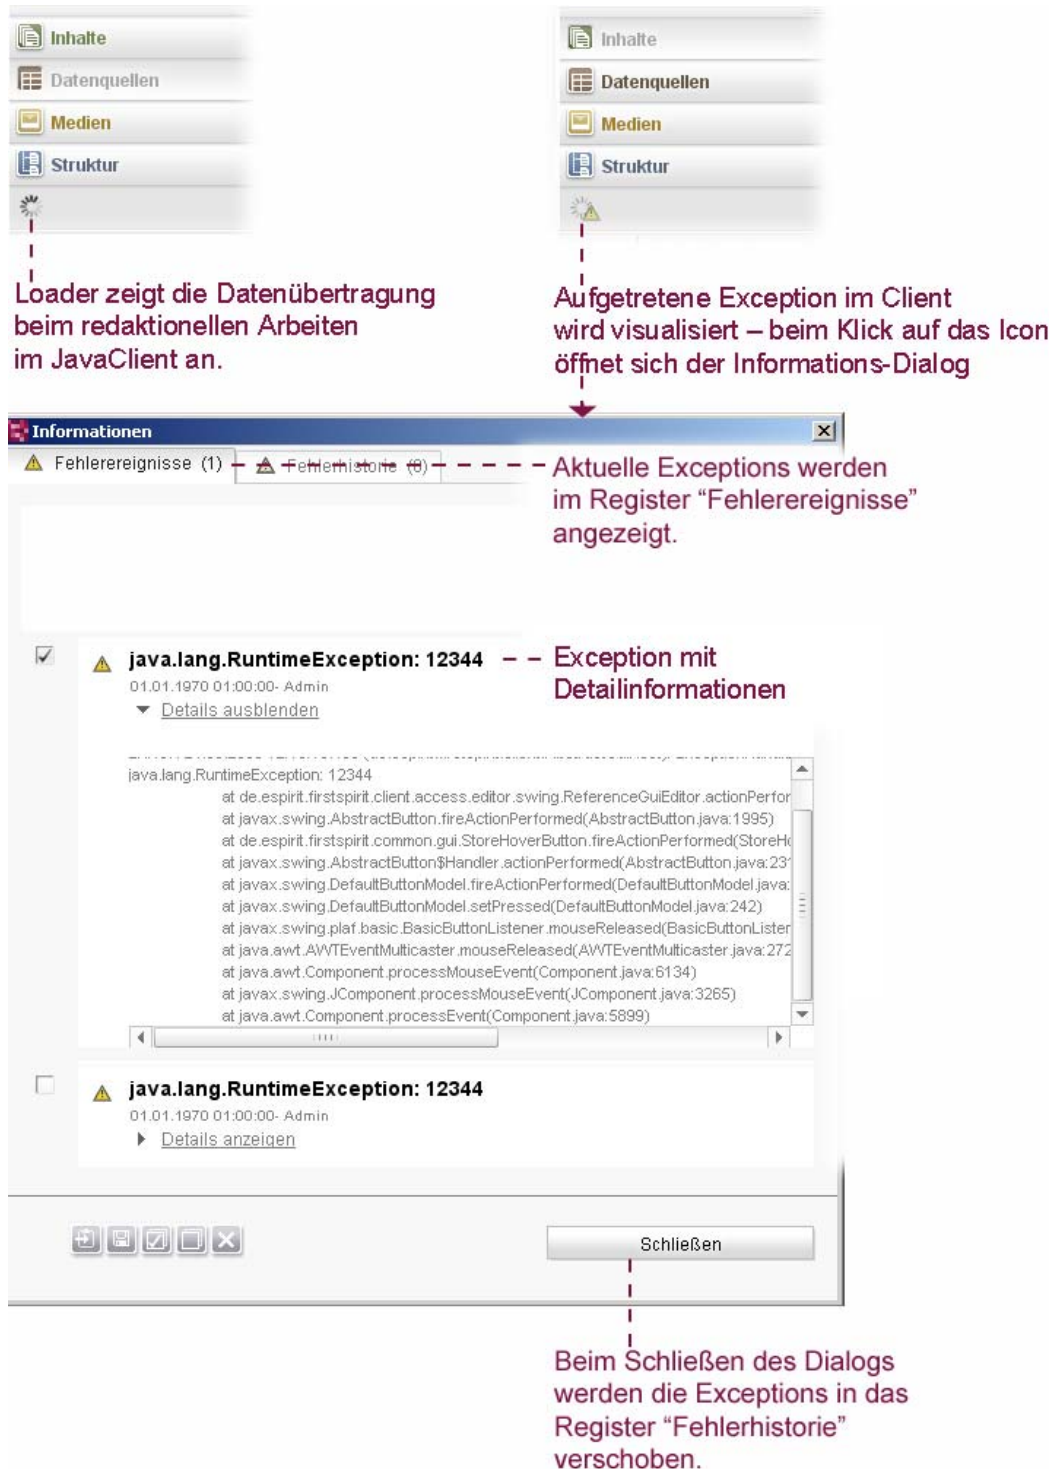 Inhalte
Datenquellen
Medien
Struktur
Inhalte
Datenquellen
Medien
Struktur
Loader zeigt die Datenübertragung
beim redaktionellen Arbeiten
im JavaClient an.
Aufgetretene Exception im Client
wird visualisiert – beim Klick auf das Icon
öffnet sich der Informations-Dialog
Informationen
Fehlerereignisse (1)
Fehlerhistorie (0)
Aktuelle Exceptions werden
im Register “Fehlerereignisse”
angezeigt.
java.lang.RuntimeException: 12344
01.01.1970 01:00:00- Admin
Details ausblenden
Exception mit
Detailinformationen
java.lang.RuntimeException: 12344
at de.espirit.firstspirit.client.access.editor.swing.ReferenceGuiEditor.actionPerfor
at javax.swing.AbstractButton.fireActionPerformed(AbstractButton.java:1995)
at de.espirit.firstspirit.common.gui.StoreHoverButton.fireActionPerformed(StoreHo
at javax.swing.AbstractButton$Handler.actionPerformed(AbstractButton.java:231
at javax.swing.DefaultButtonModel.fireActionPerformed(DefaultButtonModel.java:
at javax.swing.DefaultButtonModel.setPressed(DefaultButtonModel.java:242)
at javax.swing.plaf.basic.BasicButtonListener.mouseReleased(BasicButtonListener
at java.awt.AWTEventMulticaster.mouseReleased(AWTEventMulticaster.java:272
at java.awt.Component.processMouseEvent(Component.java:6134)
at javax.swing.JComponent.processMouseEvent(JComponent.java:3265)
at java.awt.Component.processEvent(Component.java:5899)
java.lang.RuntimeException: 12344
01.01.1970 01:00:00- Admin
Details anzeigen
Schließen
Beim Schließen des Dialogs
werden die Exceptions in das
Register “Fehlerhistorie”
verschoben.